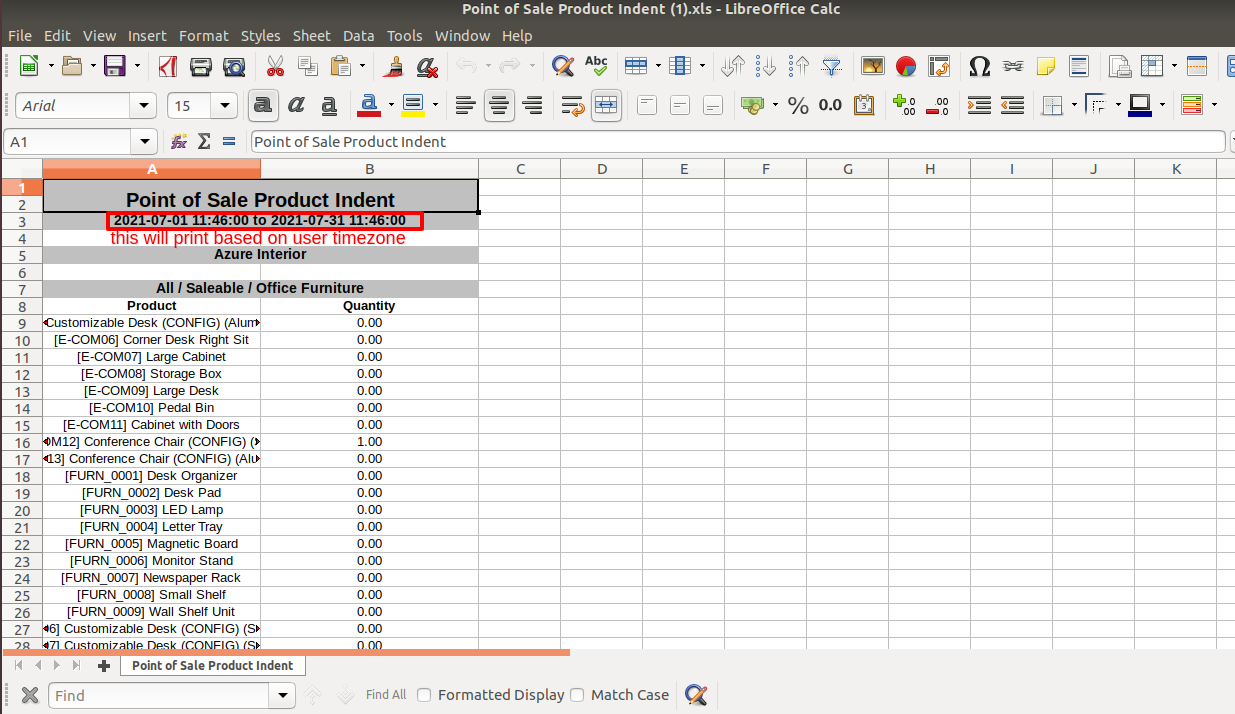 Point of Sale Product Indent (1).xls - LibreOffice Calc
File Edit View Insert Format Styles Sheet Data Tools Window Help
Abc
Arial 15 a a a a % 0.0
A1 Σ = Point of Sale Product Indent
A B C D E F G H I J K
1
2 Point of Sale Product Indent
3 2021-07-01 11:46:00 to 2021-07-31 11:46:00
4 this will print based on user timezone
5 Azure Interior
6
7 All / Saleable / Office Furniture
8 Product Quantity
9 Customizable Desk (CONFIG) (Alum 0.00
10 [E-COM06] Corner Desk Right Sit 0.00
11 [E-COM07] Large Cabinet 0.00
12 [E-COM08] Storage Box 0.00
13 [E-COM09] Large Desk 0.00
14 [E-COM10] Pedal Bin 0.00
15 [E-COM11] Cabinet with Doors 0.00
16 OM12] Conference Chair (CONFIG) ( 1.00
17 13] Conference Chair (CONFIG) (Alu 0.00
18 [FURN_0001] Desk Organizer 0.00
19 [FURN_0002] Desk Pad 0.00
20 [FURN_0003] LED Lamp 0.00
21 [FURN_0004] Letter Tray 0.00
22 [FURN_0005] Magnetic Board 0.00
23 [FURN_0006] Monitor Stand 0.00
24 [FURN_0007] Newspaper Rack 0.00
25 [FURN_0008] Small Shelf 0.00
26 [FURN_0009] Wall Shelf Unit 0.00
27 6] Customizable Desk (CONFIG) (S 0.00
28 7] Customizable Desk (CONFIG) (S 0.00
Point of Sale Product Indent
Find Find All Formatted Display Match Case